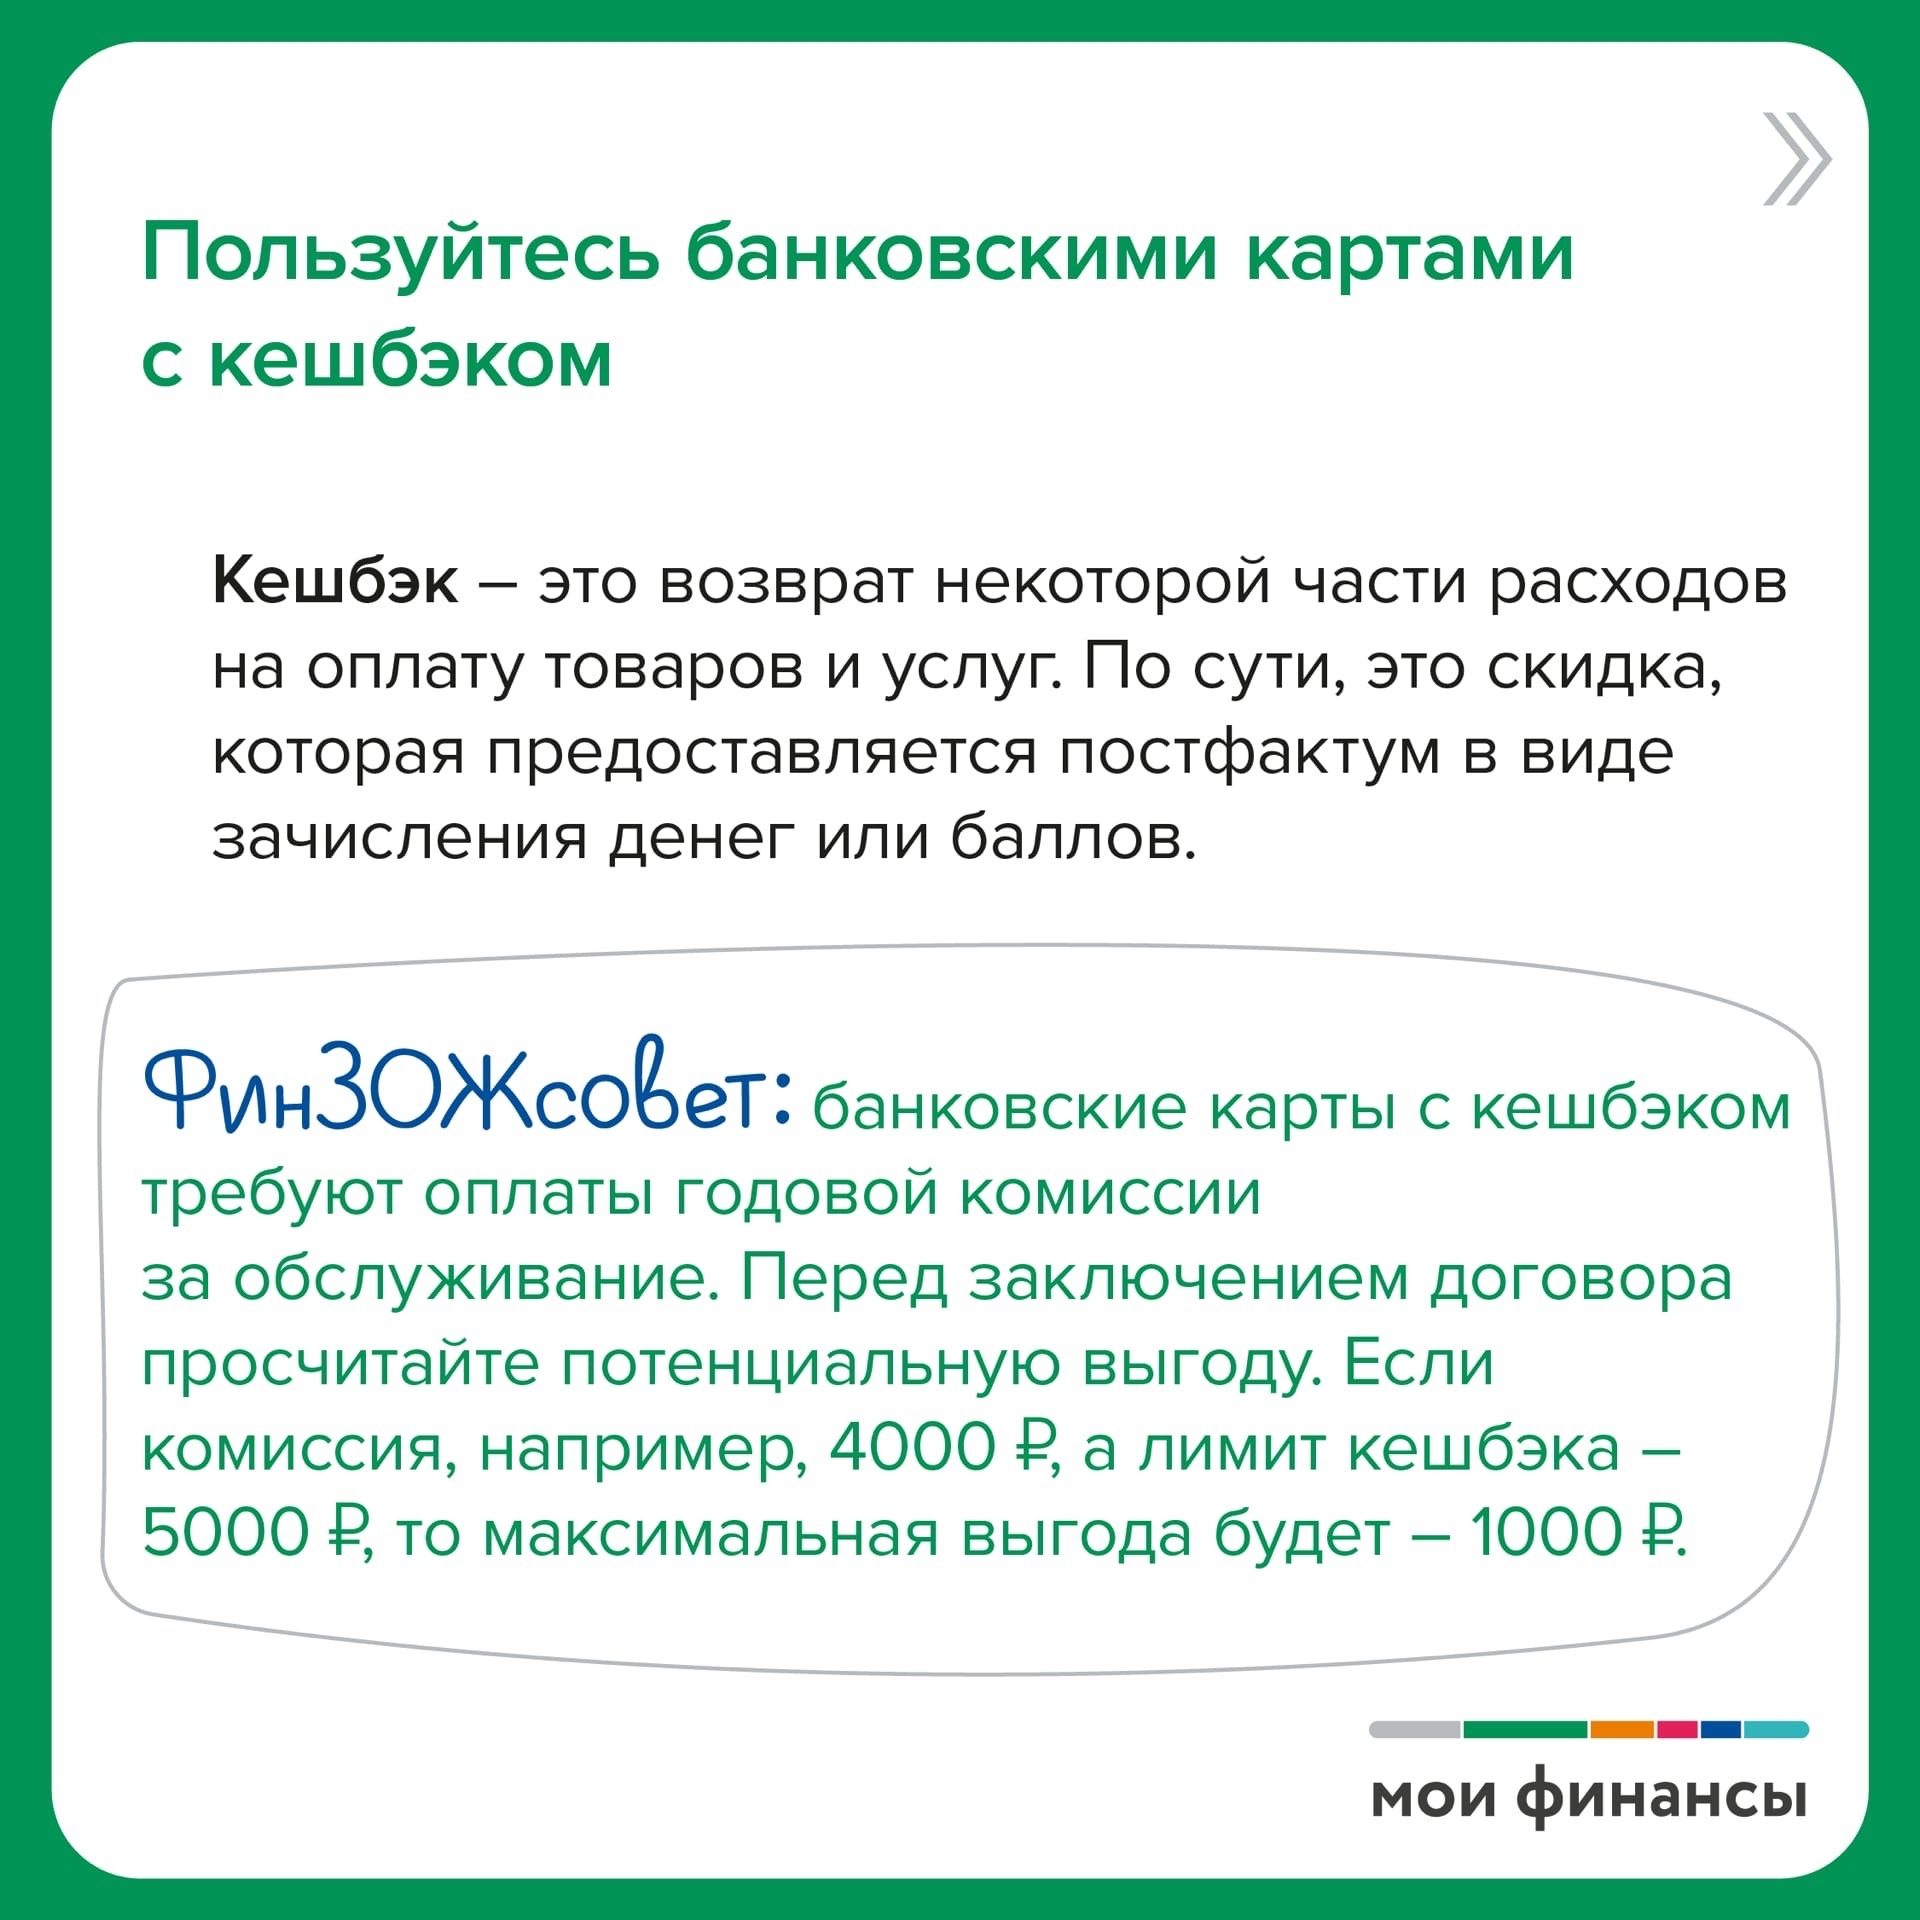 Пользуйтесь банковскими картами
с кешбэком
Кешбэк – это возврат некоторой части расходов
на оплату товаров и услуг. По сути, это скидка,
которая предоставляется постфактум в виде
зачисления денег или баллов.
ФинЗОЖсовет: банковские карты с кешбэком
требуют оплаты годовой комиссии
за обслуживание. Перед заключением договора
просчитайте потенциальную выгоду. Если
комиссия, например, 4000 ₽, а лимит кешбэка –
5000 ₽, то максимальная выгода будет – 1000 ₽.
мои финансы